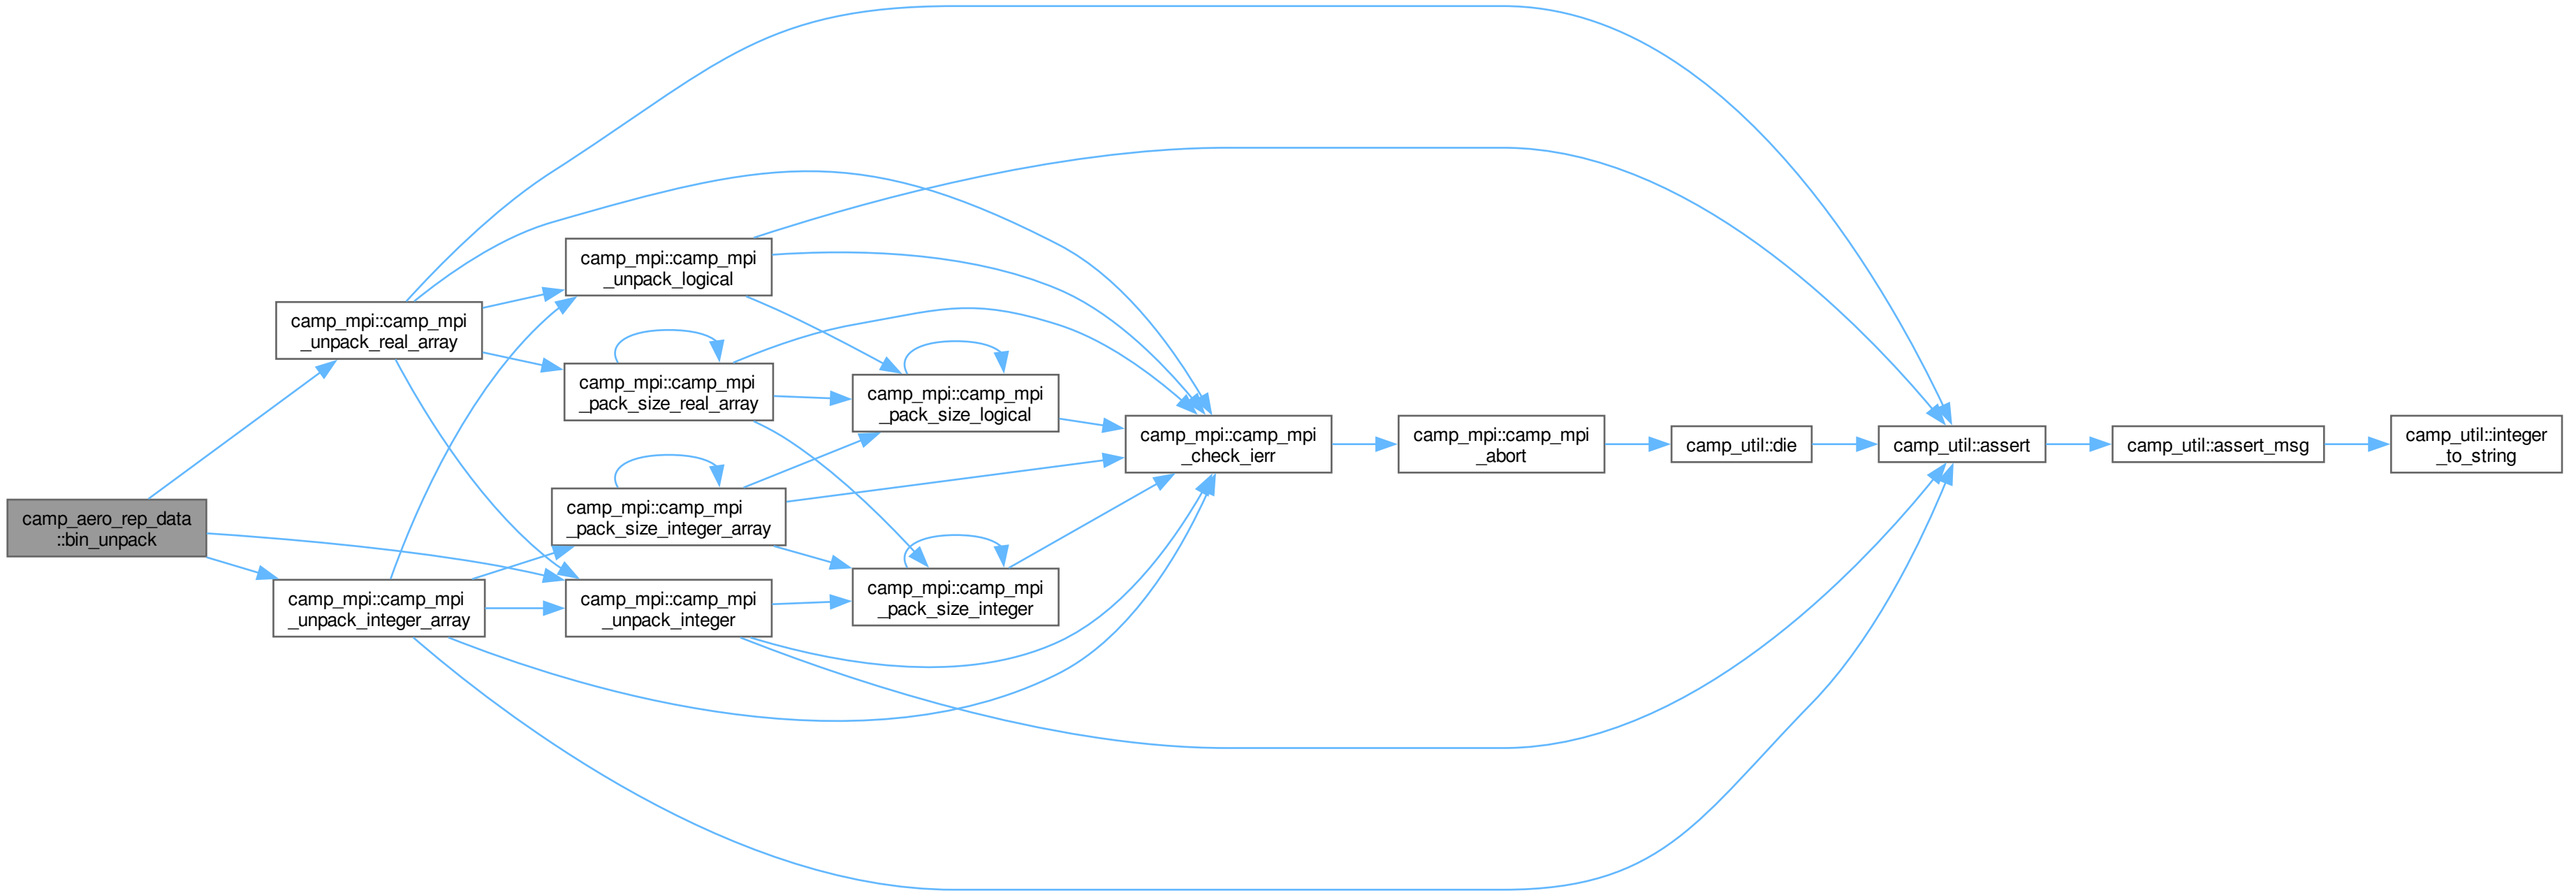 camp_aero_rep_data
::bin_unpack
camp_mpi::camp_mpi
_unpack_real_array
camp_mpi::camp_mpi
_unpack_integer_array
camp_mpi::camp_mpi
_unpack_logical
camp_mpi::camp_mpi
_pack_size_real_array
camp_mpi::camp_mpi
_pack_size_integer_array
camp_mpi::camp_mpi
_unpack_integer
camp_mpi::camp_mpi
_pack_size_logical
camp_mpi::camp_mpi
_pack_size_integer
camp_mpi::camp_mpi
_check_ierr
camp_mpi::camp_mpi
_abort
camp_util::die
camp_util::assert
camp_util::assert_msg
camp_util::integer
_to_string